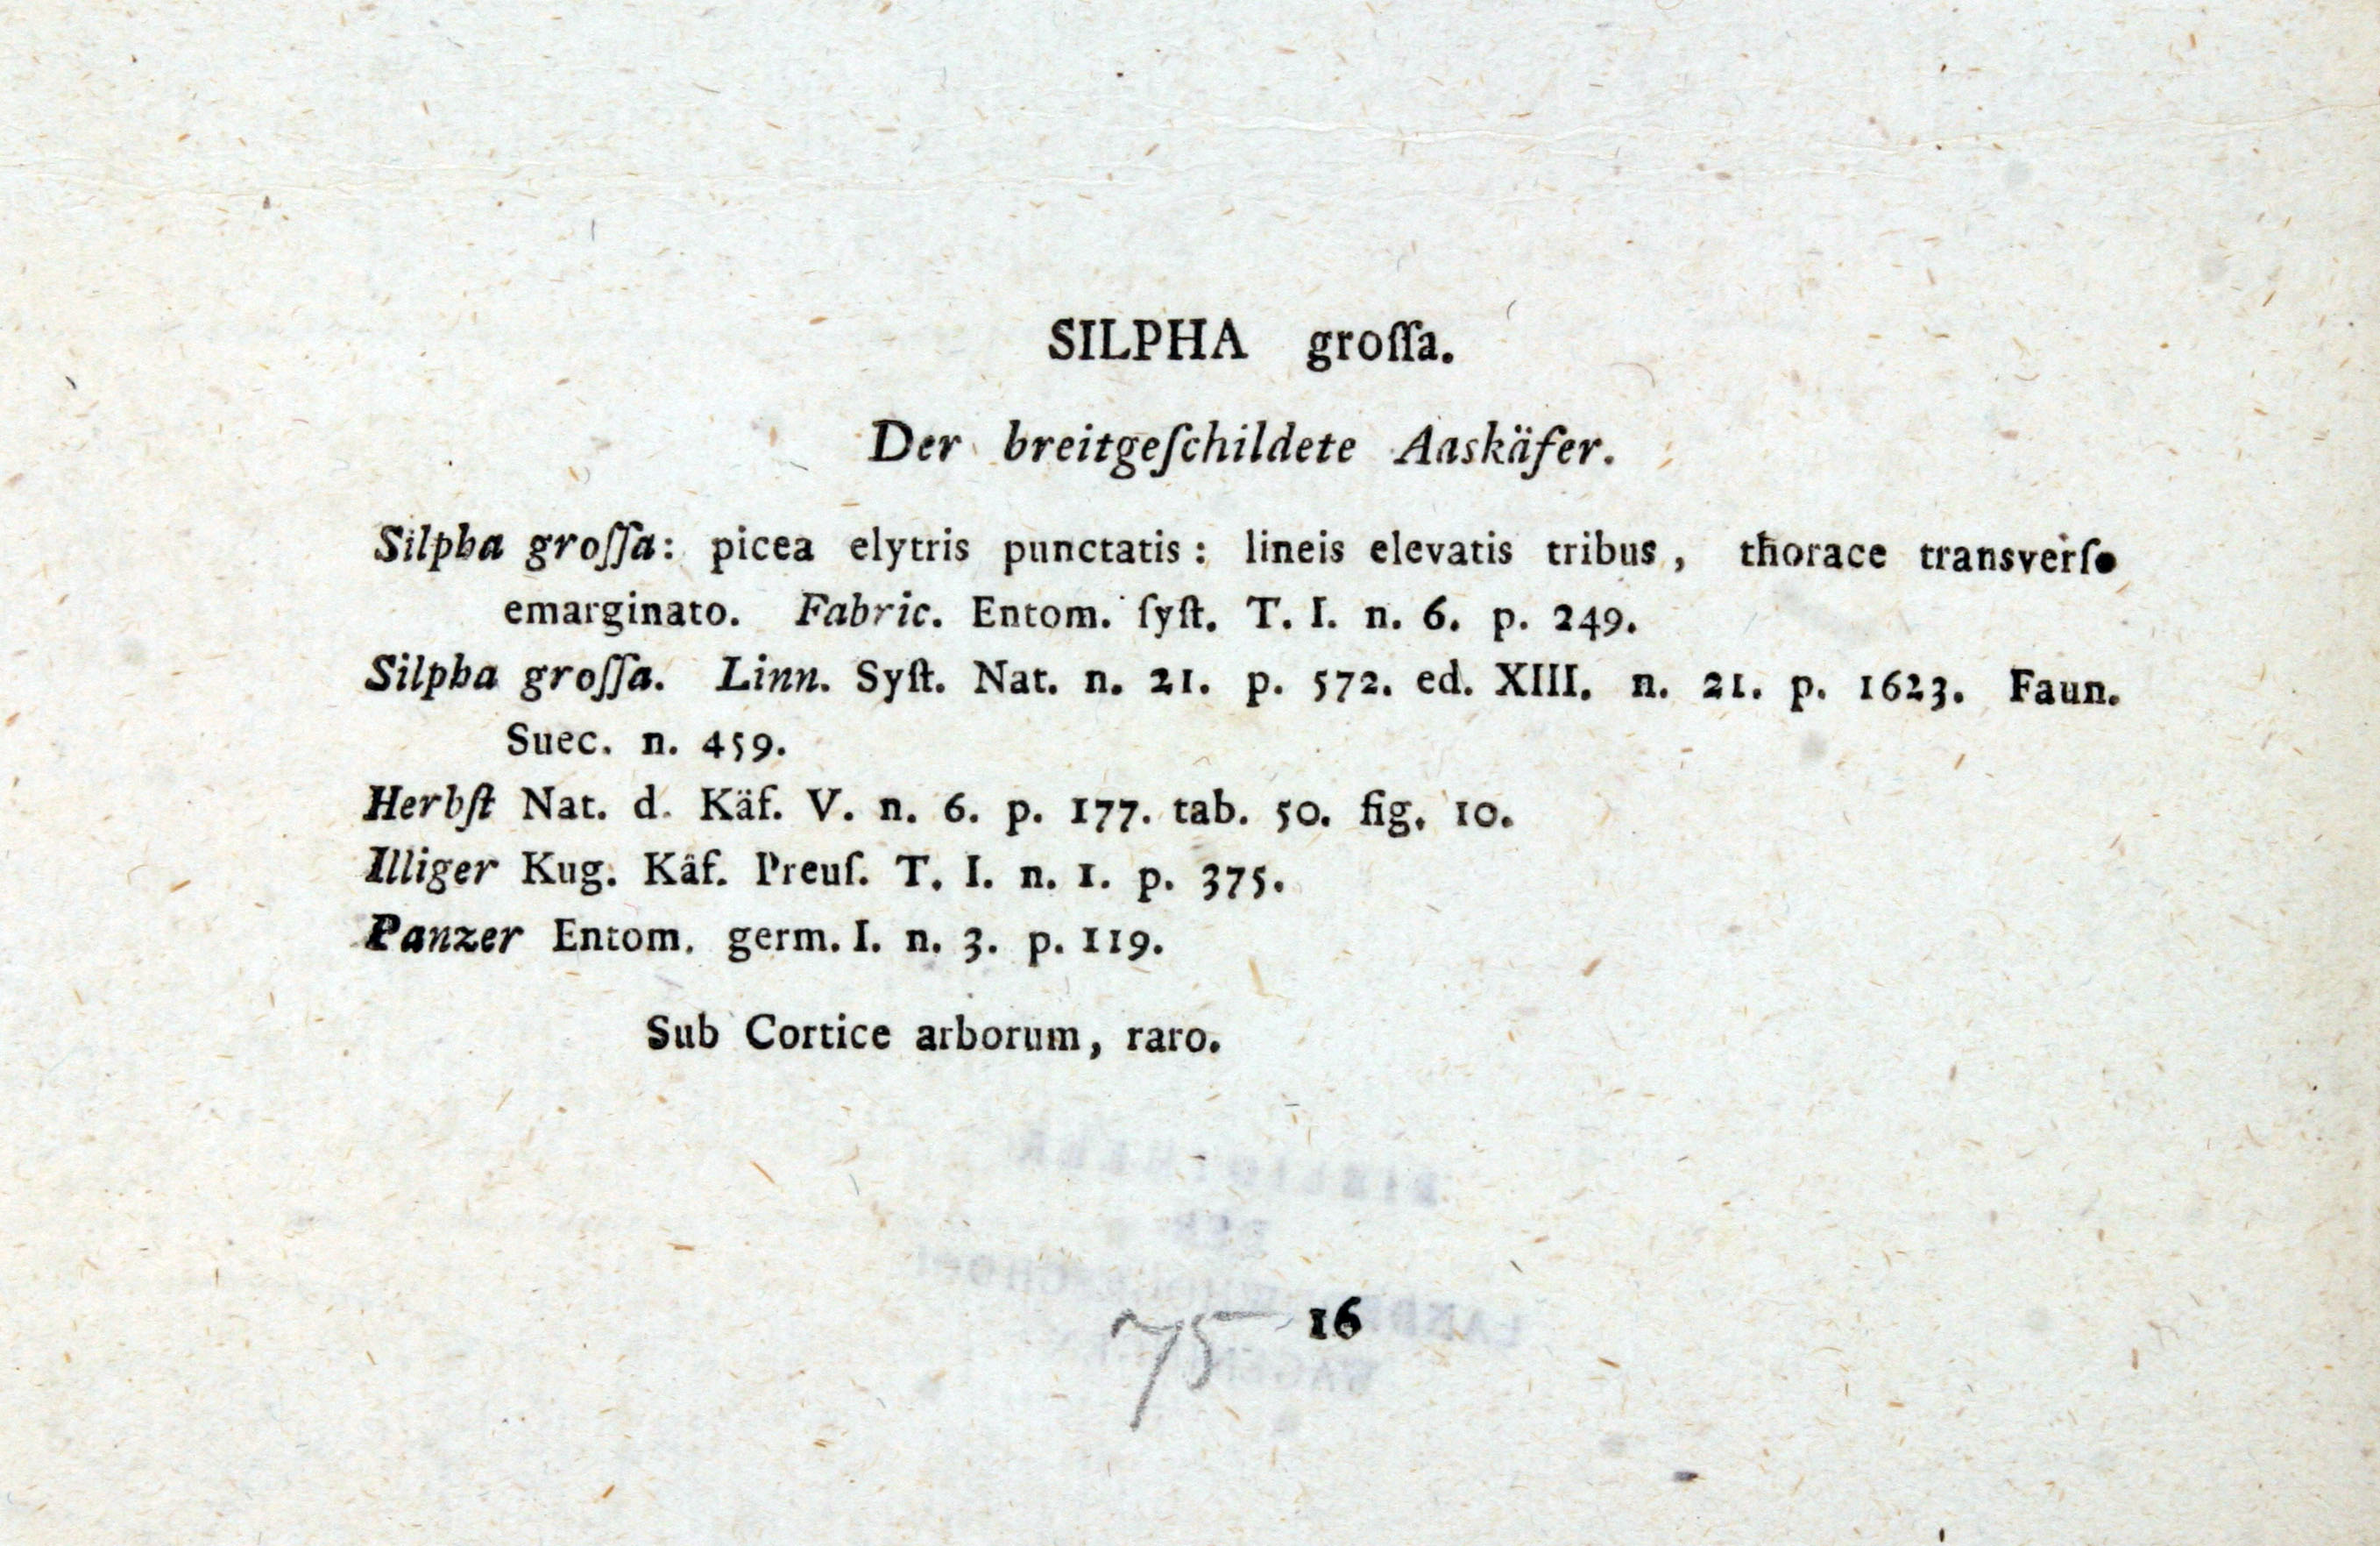 SILPHA groſſa.
Der breitgeſchildete Aaskäfer.
Silpha groſſa: picea elytris punctatis: lineis elevatis tribus, thorace transverſo
emarginato. Fabric. Entom. ſyſt. T. I. n. 6. p. 249.
Silpha groſſa. Linn. Syſt. Nat. n. 21. p. 572. ed. XIII. n. 21. p. 1623. Faun.
Suec. n. 459.
Herbſt Nat. d. Käf. V. n. 6. p. 177. tab. 50. fig. 10.
Illiger Kug. Käf. Preuſ. T. I. n. 1. p. 375.
Panzer Entom. germ. I. n. 3. p. 119.
Sub Cortice arborum, raro.
BIBLIOTHEEK
DER
75 16